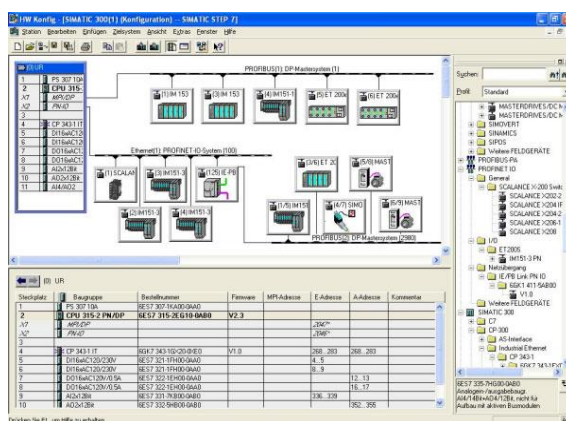 HW Konfig - [SIMATIC 300(1) (Konfiguration) -- SIMATIC STEP 7]
Station Bearbeiten Einfügen Zielsystem Ansicht Extras Fenster Hilfe
(0) UR
1 PS 307 10A
2 CPU 315-
X1 MPI/DP
X2 PN-IO
3
4 CP 343-1 IT
5 DI16xAC12
6 DI16xAC12
7 DO16xAC1
8 DO16xAC1
9 AI2x12Bit
10 AO2x12Bit
11 AI4/AO2
PROFIBUS(1): DP-Mastersystem (1)
(1) IM 153
(3) IM 153
(4) IM151-1
(5) ET 200
(6) ET 200
Ethernet(1): PROFINET-IO-System (100)
(1) SCALAN
(3) IM151-3
(125) IE-PB
(2) IM151-3
(4) IM151-3
(3/6) ET 20
(5/8) MAST
(1/5) IM151
(4/7) SIMO
(6/9) MAST
PROFIBUS(2): DP-Mastersystem (2980)
Suchen:
Profil: Standard
MASTERDRIVES/DC M
MASTERDRIVES/DC M
SIMOVERT
SINAMICS
SIPOS
Weitere FELDGERÄTE
PROFIBUS-PA
PROFINET IO
General
SCALANCE X-200 Switc
SCALANCE X202-2
SCALANCE X204 IF
SCALANCE X204-2
SCALANCE X206-1
SCALANCE X208
I/O
ET200S
IM151-3 PN
Netzübergang
IE/PB Link PN IO
6GK1 411-5AB00
V1.0
Weitere FELDGERÄTE
SIMATIC 300
C7
CP-300
AS-Interface
Industrial Ethernet
CP 343-1
6GK7 343-1EX1
6ES7 335-7HG00-0AB0
Analogein-/ausgabebaugr.
AI4/14Bit+AO4/12Bit, nicht für
Aufbau mit aktiven Busmodulen
(0) UR
Steckplatz Baugruppe Bestellnummer Firmware MPI-Adresse E-Adresse A-Adresse Kommentar
1 PS 307 10A 6ES7 307-1KA00-0AA0
2 CPU 315-2 PN/DP 6ES7 315-2EG10-0AB0 V2.3
X1 MPI/DP 2047*
X2 PN-IO 2046*
3
4 CP 343-1 IT V1.0 268...283 268...283
5 DI16xAC120/230V 6ES7 321-1FH00-0AA0 4...5
6 DI16xAC120/230V 6ES7 321-1FH00-0AA0 8...9
7 DO16xAC120V/0.5A 6ES7 322-1EH00-0AA0 12...13
8 DO16xAC120V/0.5A 6ES7 322-1EH00-0AA0 16...17
9 AI2x12Bit 6ES7 331-7KB00-0AB0 336...339
10 AO2x12Bit 6ES7 332-5HB00-0AB0 352...355
Drücken Sie F1, um Hilfe zu erhalten.